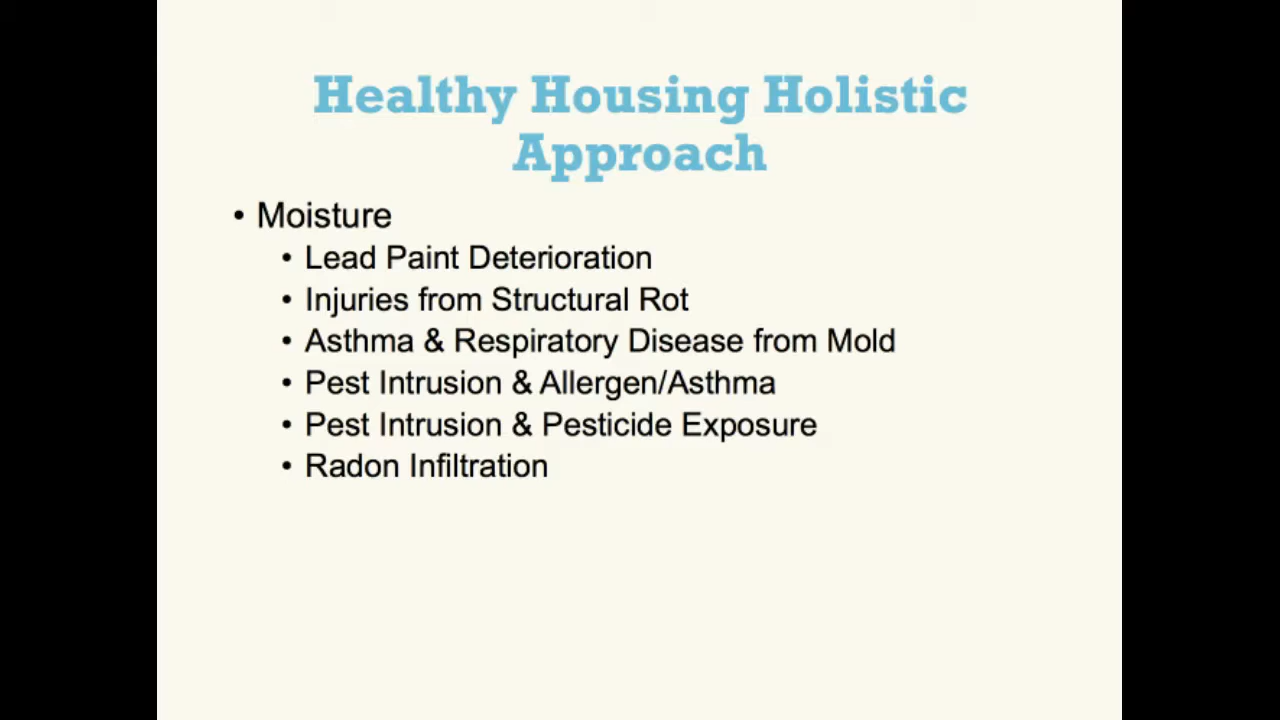 Healthy Housing Holistic
Approach
• Moisture
• Lead Paint Deterioration
• Injuries from Structural Rot
• Asthma & Respiratory Disease from Mold
• Pest Intrusion & Allergen/Asthma
• Pest Intrusion & Pesticide Exposure
• Radon Infiltration